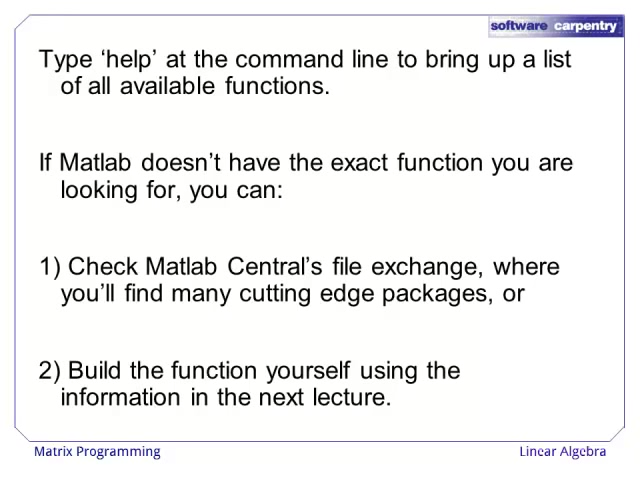 software carpentry
Type ‘help’ at the command line to bring up a list
of all available functions.
If Matlab doesn’t have the exact function you are
looking for, you can:
1) Check Matlab Central’s file exchange, where
you’ll find many cutting edge packages, or
2) Build the function yourself using the
information in the next lecture.
Matrix Programming
Linear Algebra